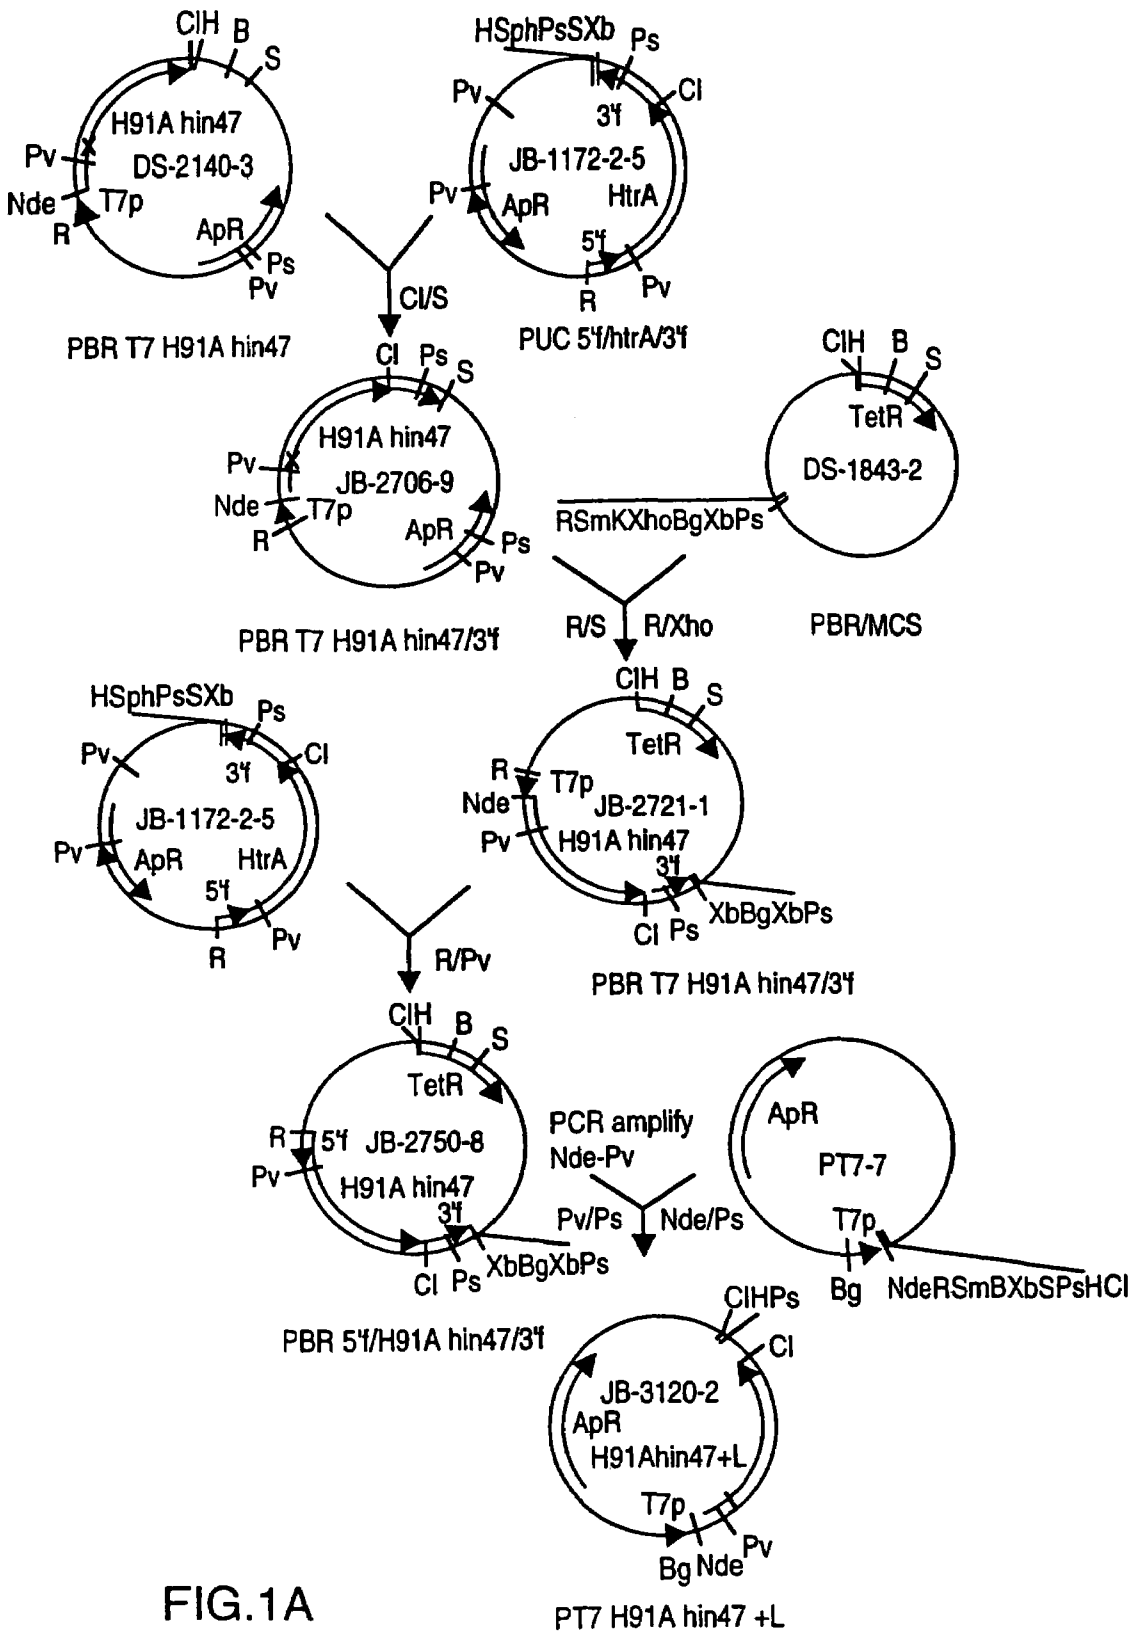 ClH B S
H91A hin47
DS-2140-3
Pv
Nde
T7p
R
ApR
Ps
Pv
PBR T7 H91A hin47
HSphPsSXb
Ps
Pv
Cl
3'f
JB-1172-2-5
Pv
ApR
HtrA
5'f
R
Pv
PUC 5'f/htrA/3'f
Cl/S
Cl Ps S
H91A hin47
Pv
JB-2706-9
Nde
T7p
R
ApR
Ps
Pv
PBR T7 H91A hin47/3'f
ClH B S
TetR
DS-1843-2
RSmKXhoBgXbPs
PBR/MCS
R/S R/Xho
HSphPsSXb
Ps
Pv
Cl
3'f
JB-1172-2-5
Pv
ApR
HtrA
5'f
R
Pv
ClH B S
TetR
R
T7p
Nde
JB-2721-1
Pv
H91A hin47
3'f
XbBgXbPs
Cl Ps
PBR T7 H91A hin47/3'f
R/Pv
ClH B S
TetR
R
5'f JB-2750-8
Pv
H91A hin47
3'f
XbBgXbPs
Cl Ps
PBR 5'f/H91A hin47/3'f
PCR amplify
Nde-Pv
Pv/Ps Nde/Ps
ApR
PT7-7
T7p
Bg
NdeRSmBXbSPsHCl
ClHPs
Cl
JB-3120-2
ApR
H91Ahin47+L
T7p
Pv
Bg Nde
PT7 H91A hin47 +L
FIG.1A